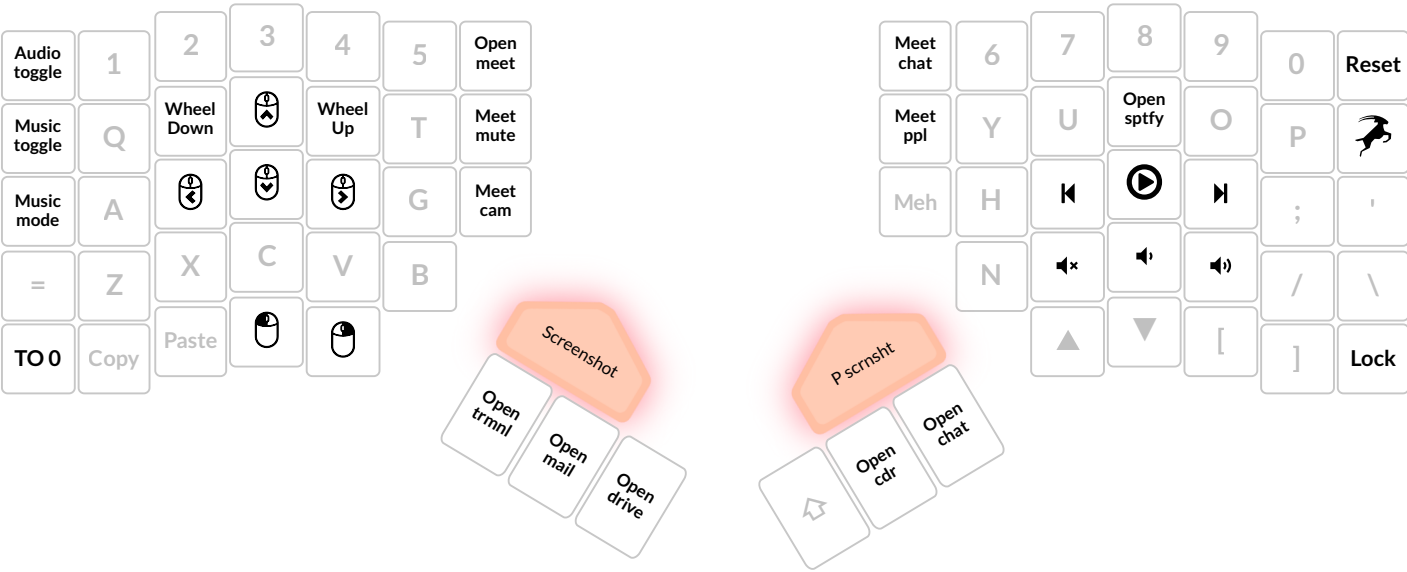 Audio
toggle
1
2
3
4
5
Open
meet
Meet
chat
6
7
8
9
0
Reset
Music
toggle
Q
Wheel
Down
Wheel
Up
T
Meet
mute
Meet
ppl
Y
U
Open
sptfy
O
P
Music
mode
A
G
Meet
cam
Meh
H
;
'
=
Z
X
C
V
B
N
/
\
TO 0
Copy
Paste
[
]
Lock
Screenshot
P scrnsht
Open
trmnl
Open
mail
Open
drive
Open
cdr
Open
chat